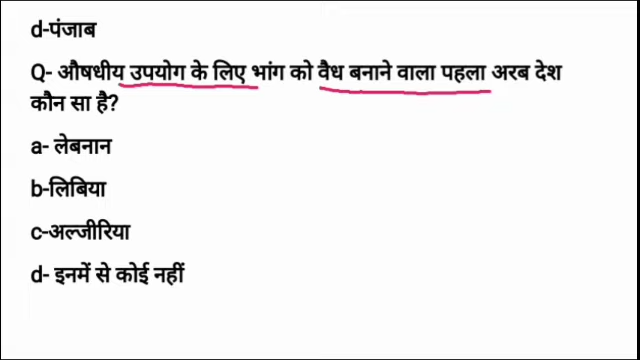 d-पंजाब
Q- औषधीय उपयोग के लिए भांग को वैध बनाने वाला पहला अरब देश
कौन सा है?
a- लेबनान
b-लिबिया
c-अल्जीरिया
d- इनमें से कोई नहीं